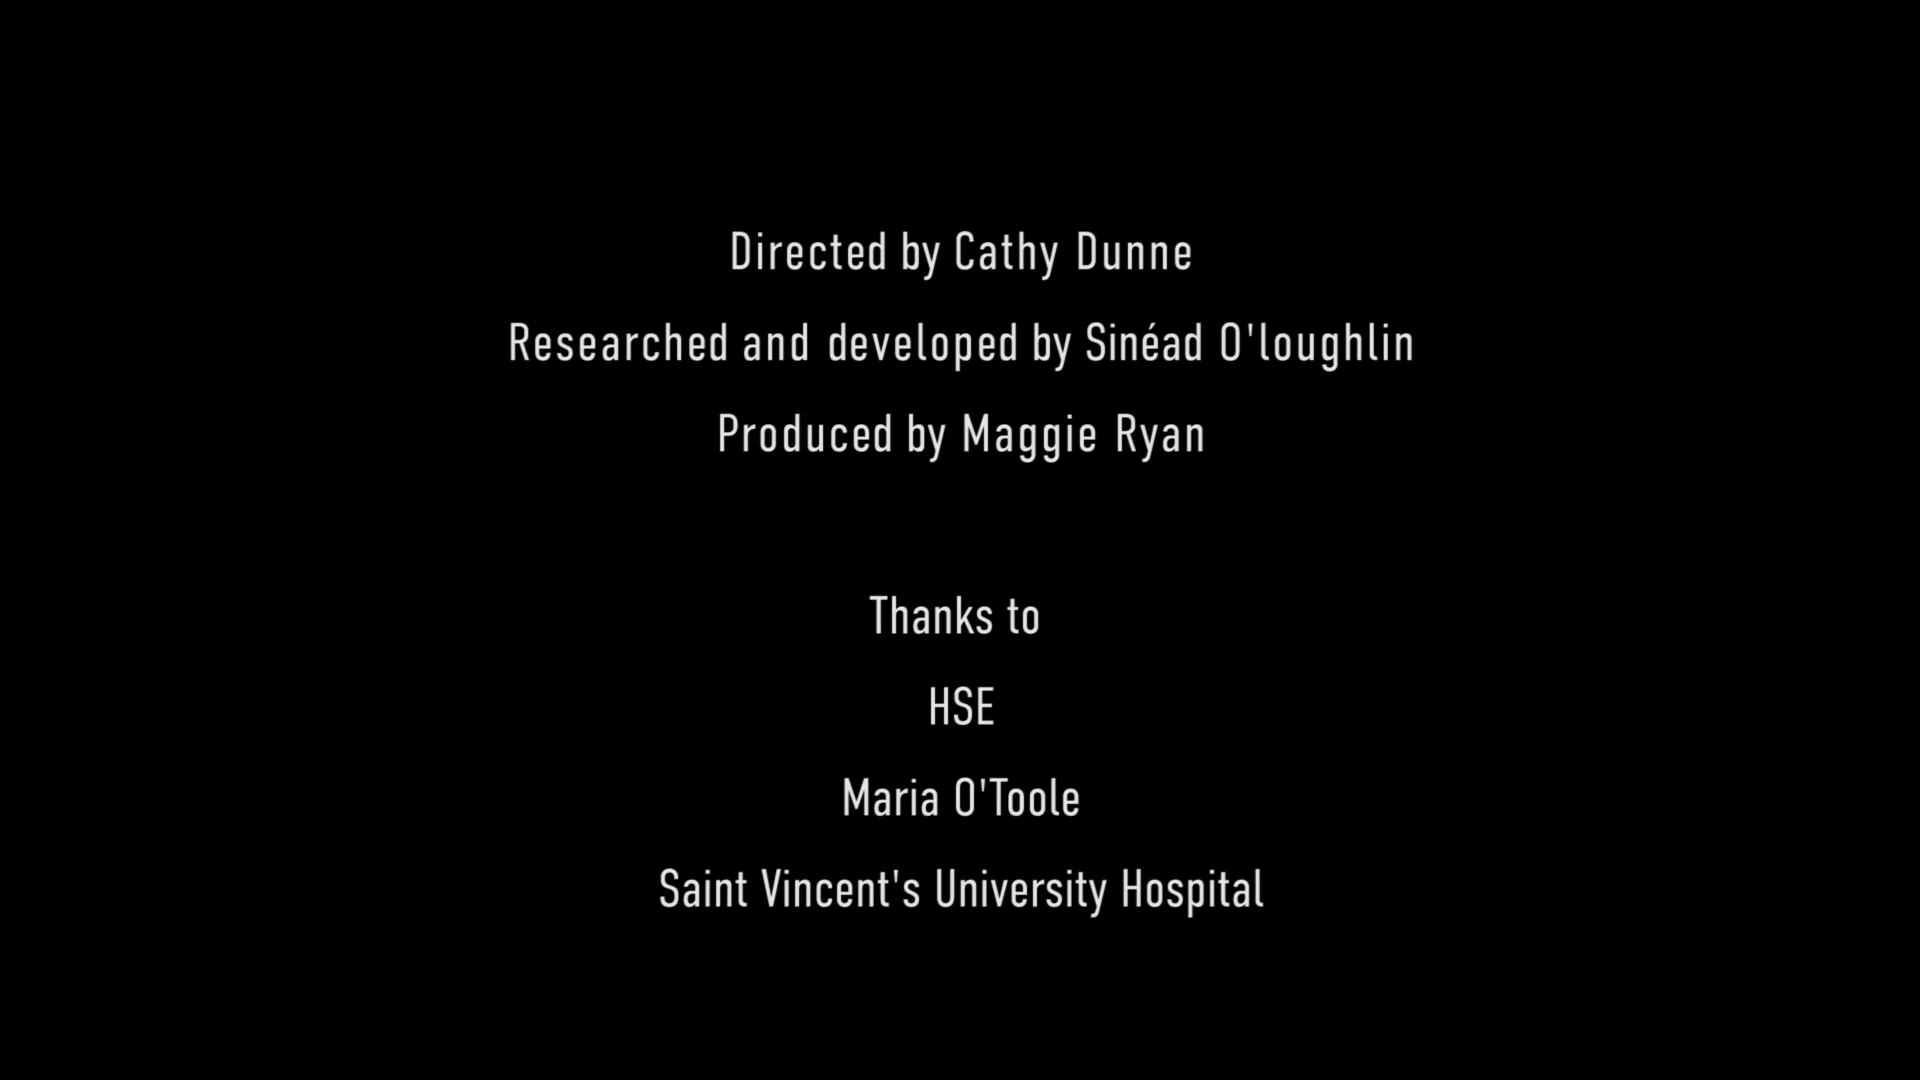 Directed by Cathy Dunne
Researched and developed by Sinéad O'loughlin
Produced by Maggie Ryan
Thanks to
HSE
Maria O'Toole
Saint Vincent's University Hospital